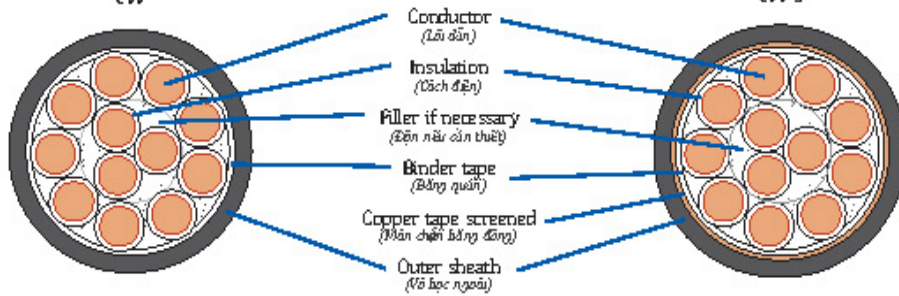 Conductor
(Lõi dẫn)
Insulation
(Cách điện)
Filler if necessary
(Độn nếu cần thiết)
Binder tape
(Băng quấn)
Copper tape screened
(Màn chắn băng đồng)
Outer sheath
(Vỏ bọc ngoài)